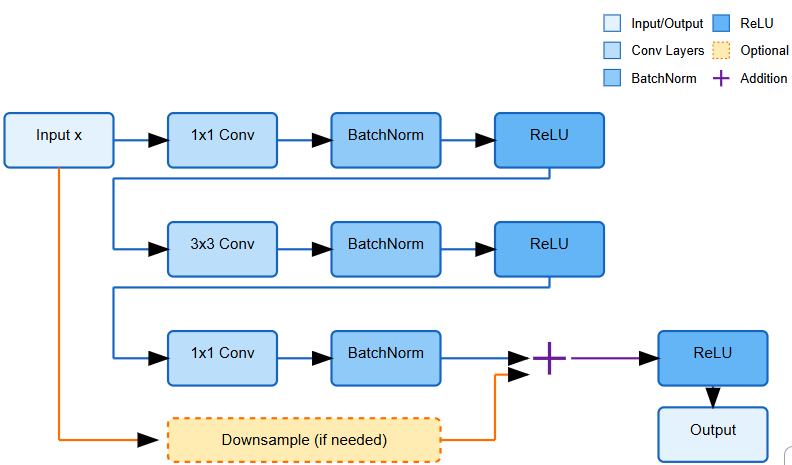 Input/Output
ReLU
Conv Layers
Optional
BatchNorm
Addition
Input x
1x1 Conv
BatchNorm
ReLU
3x3 Conv
BatchNorm
ReLU
1x1 Conv
BatchNorm
ReLU
Downsample (if needed)
Output